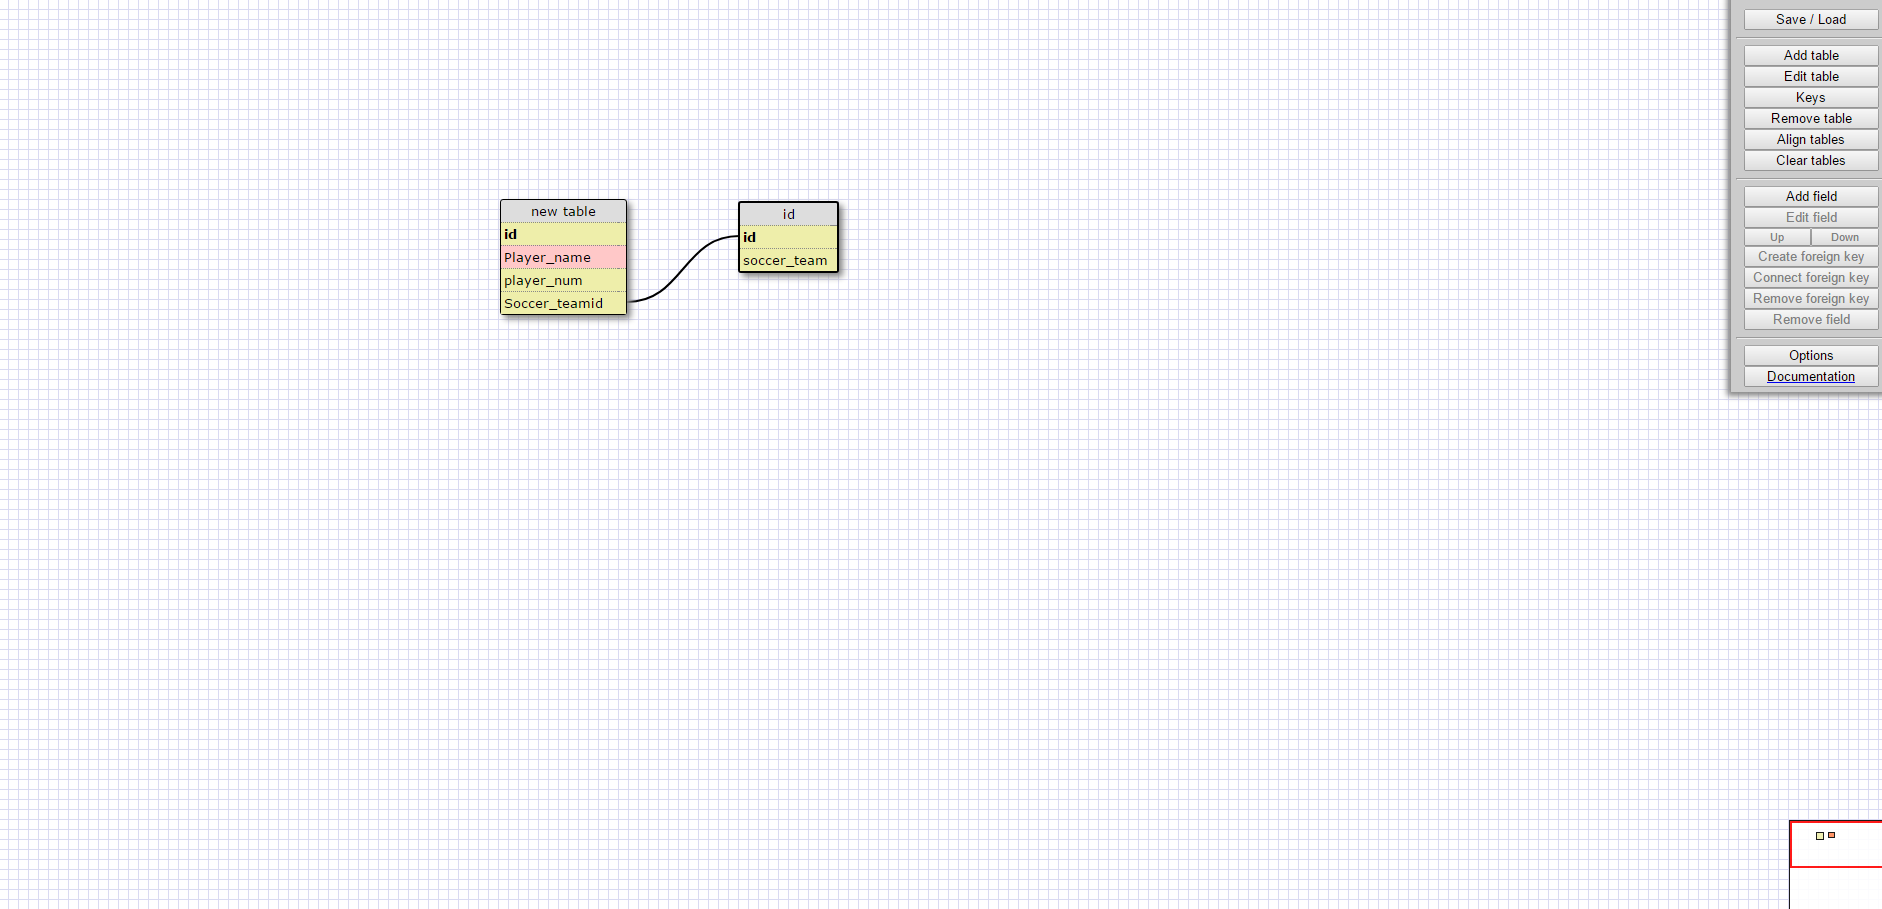 new table
id
Player_name
player_num
Soccer_teamid
id
id
soccer_team
Save / Load
Add table
Edit table
Keys
Remove table
Align tables
Clear tables
Add field
Edit field
Up Down
Create foreign key
Connect foreign key
Remove foreign key
Remove field
Options
Documentation